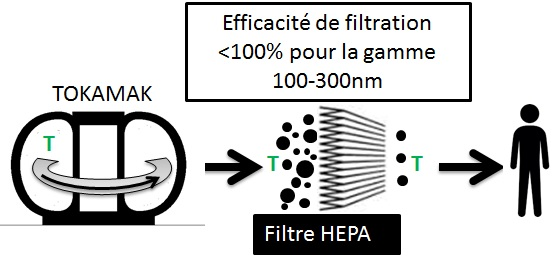 Efficacité de filtration
<100% pour la gamme
100-300nm
TOKAMAK
T
T
T
Filtre HEPA